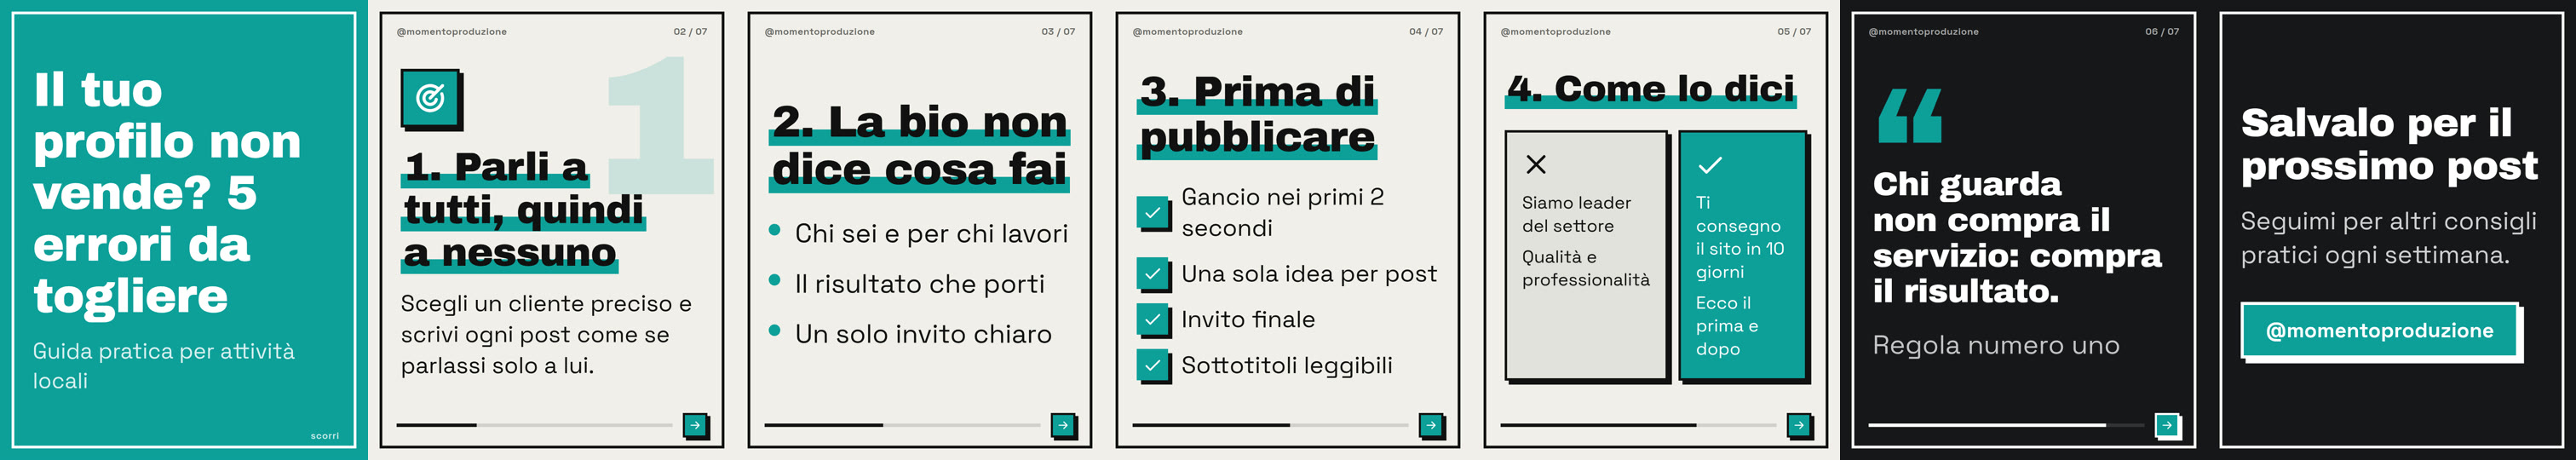 Il tuo
profilo non
vende? 5
errori da
togliere
Guida pratica per attività
locali
scorri
@momentoproduzione
02 / 07
1
1. Parli a
tutti, quindi
a nessuno
Scegli un cliente preciso e
scrivi ogni post come se
parlassi solo a lui.
@momentoproduzione
03 / 07
2. La bio non
dice cosa fai
Chi sei e per chi lavori
Il risultato che porti
Un solo invito chiaro
@momentoproduzione
04 / 07
3. Prima di
pubblicare
Gancio nei primi 2
secondi
Una sola idea per post
Invito finale
Sottotitoli leggibili
@momentoproduzione
05 / 07
4. Come lo dici
Siamo leader
del settore
Qualità e
professionalità
Ti
consegno
il sito in 10
giorni
Ecco il
prima e
dopo
@momentoproduzione
06 / 07
“
Chi guarda
non compra il
servizio: compra
il risultato.
Regola numero uno
Salvalo per il
prossimo post
Seguimi per altri consigli
pratici ogni settimana.
@momentoproduzione